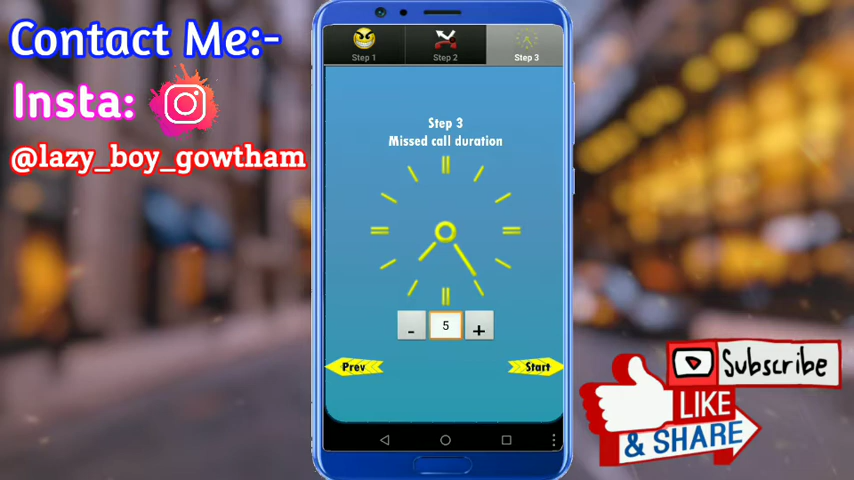 Contact Me:-
Insta:
@lazy_boy_gowtham
Step 1
Step 2
Step 3
Step 3
Missed call duration
- 5 +
Prev
Start
Subscribe
LIKE
& SHARE